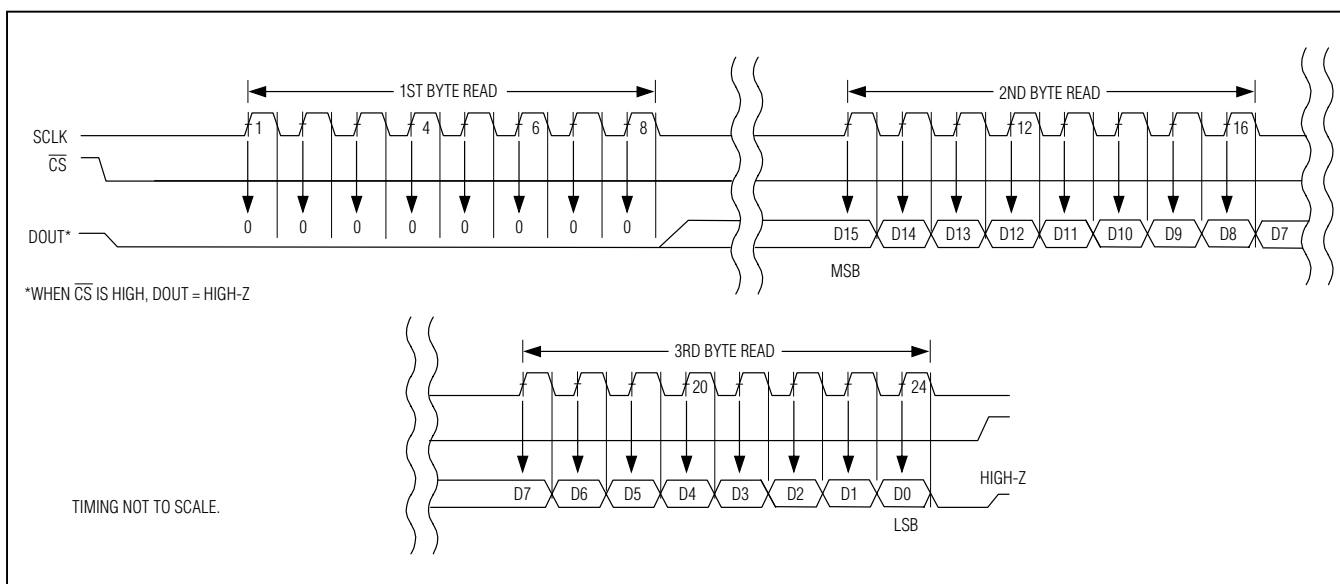 1ST BYTE READ
2ND BYTE READ
SCLK
1 4 6 8
12 16
CS
0 0 0 0 0 0 0 0
DOUT*
D15 D14 D13 D12 D11 D10 D9 D8 D7
MSB
*WHEN CS IS HIGH, DOUT = HIGH-Z
3RD BYTE READ
20 24
HIGH-Z
D7 D6 D5 D4 D3 D2 D1 D0
TIMING NOT TO SCALE.
LSB